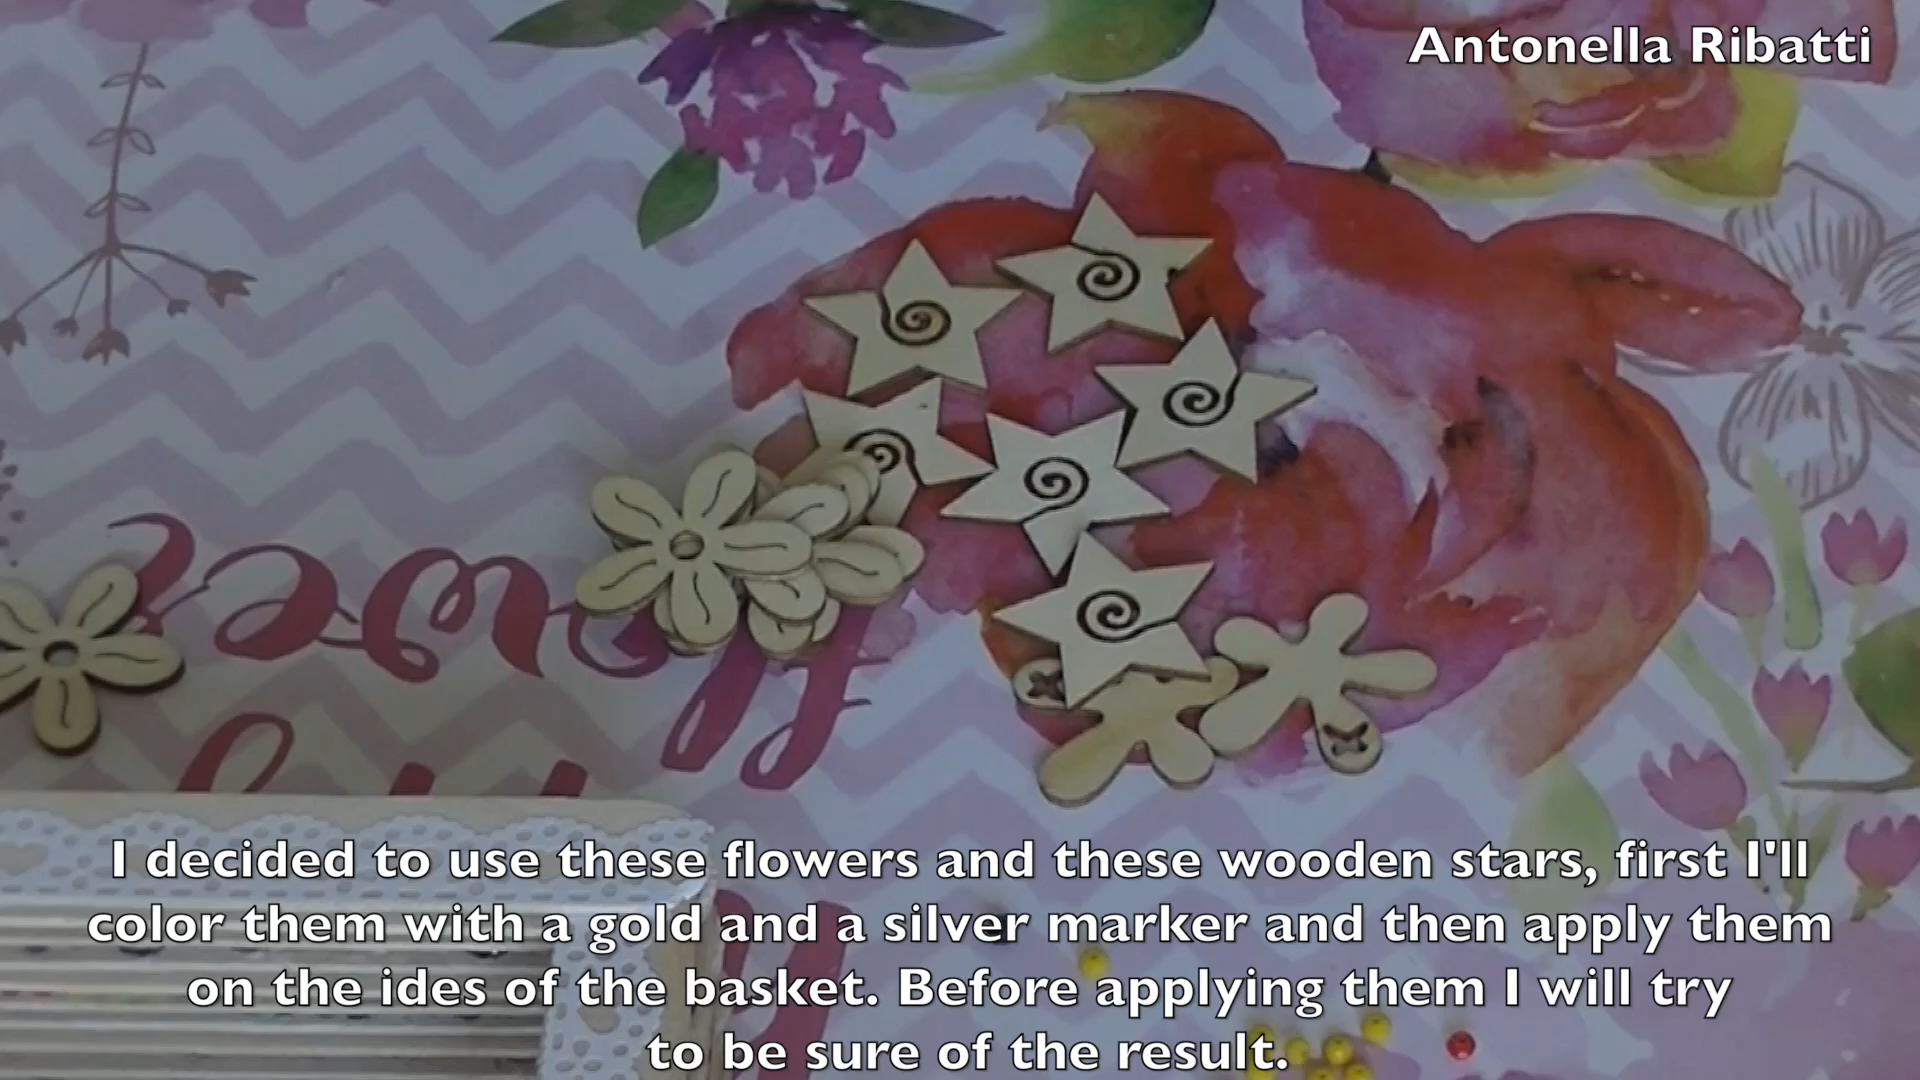 Antonella Ribatti
flower
I decided to use these flowers and these wooden stars, first I'll
color them with a gold and a silver marker and then apply them
on the ides of the basket. Before applying them I will try
to be sure of the result.